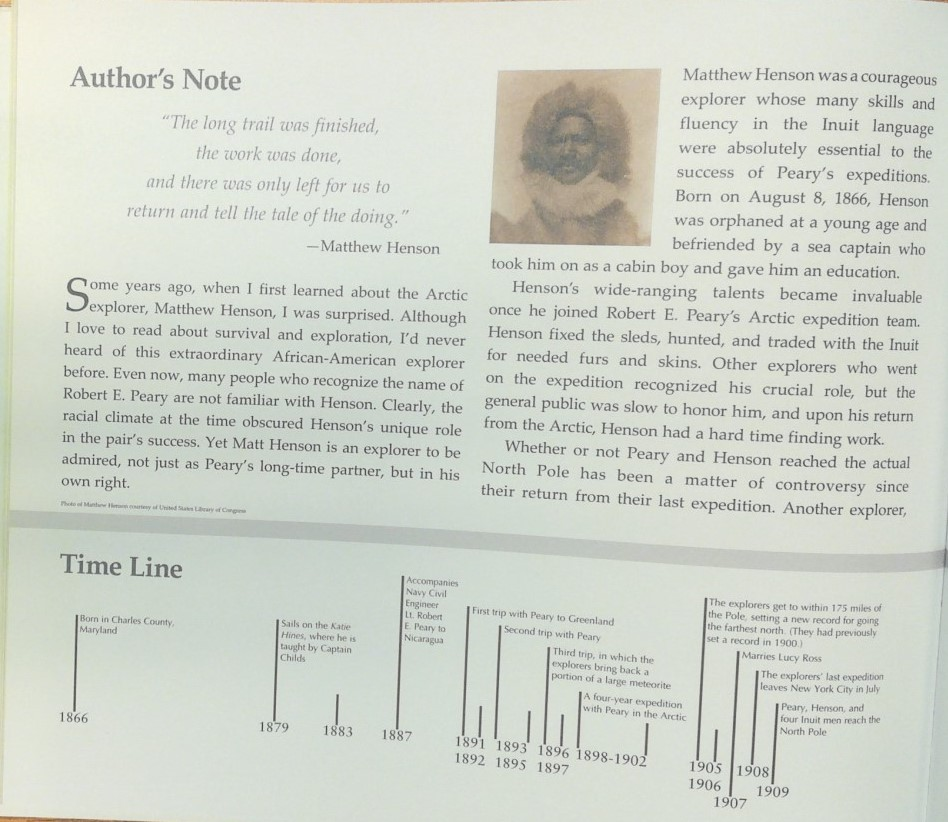 Author's Note
"The long trail was finished,
the work was done,
and there was only left for us to
return and tell the tale of the doing."
—Matthew Henson
Some years ago, when I first learned about the Arctic
explorer, Matthew Henson, I was surprised. Although
I love to read about survival and exploration, I'd never
heard of this extraordinary African-American explorer
before. Even now, many people who recognize the name of
Robert E. Peary are not familiar with Henson. Clearly, the
racial climate at the time obscured Henson's unique role
in the pair's success. Yet Matt Henson is an explorer to be
admired, not just as Peary's long-time partner, but in his
own right.
Photo of Matthew Henson courtesy of United States Library of Congress
Matthew Henson was a courageous
explorer whose many skills and
fluency in the Inuit language
were absolutely essential to the
success of Peary's expeditions.
Born on August 8, 1866, Henson
was orphaned at a young age and
befriended by a sea captain who
took him on as a cabin boy and gave him an education.
Henson's wide-ranging talents became invaluable
once he joined Robert E. Peary's Arctic expedition team.
Henson fixed the sleds, hunted, and traded with the Inuit
for needed furs and skins. Other explorers who went
on the expedition recognized his crucial role, but the
general public was slow to honor him, and upon his return
from the Arctic, Henson had a hard time finding work.
Whether or not Peary and Henson reached the actual
North Pole has been a matter of controversy since
their return from their last expedition. Another explorer,
Time Line
Born in Charles County,
Maryland
1866
Sails on the Katie
Hines, where he is
taught by Captain
Childs
1879
1883
Accompanies
Navy Civil
Engineer
Lt. Robert
E. Peary to
Nicaragua
1887
First trip with Peary to Greenland
1891
1892
Second trip with Peary
1893
1895
Third trip, in which the
explorers bring back a
portion of a large meteorite
1896
1897
A four-year expedition
with Peary in the Arctic
1898-1902
The explorers get to within 175 miles of
the Pole, setting a new record for going
the farthest north. (They had previously
set a record in 1900.)
1905
1906
Marries Lucy Ross
1907
The explorers' last expedition
leaves New York City in July
1908
Peary, Henson, and
four Inuit men reach the
North Pole
1909